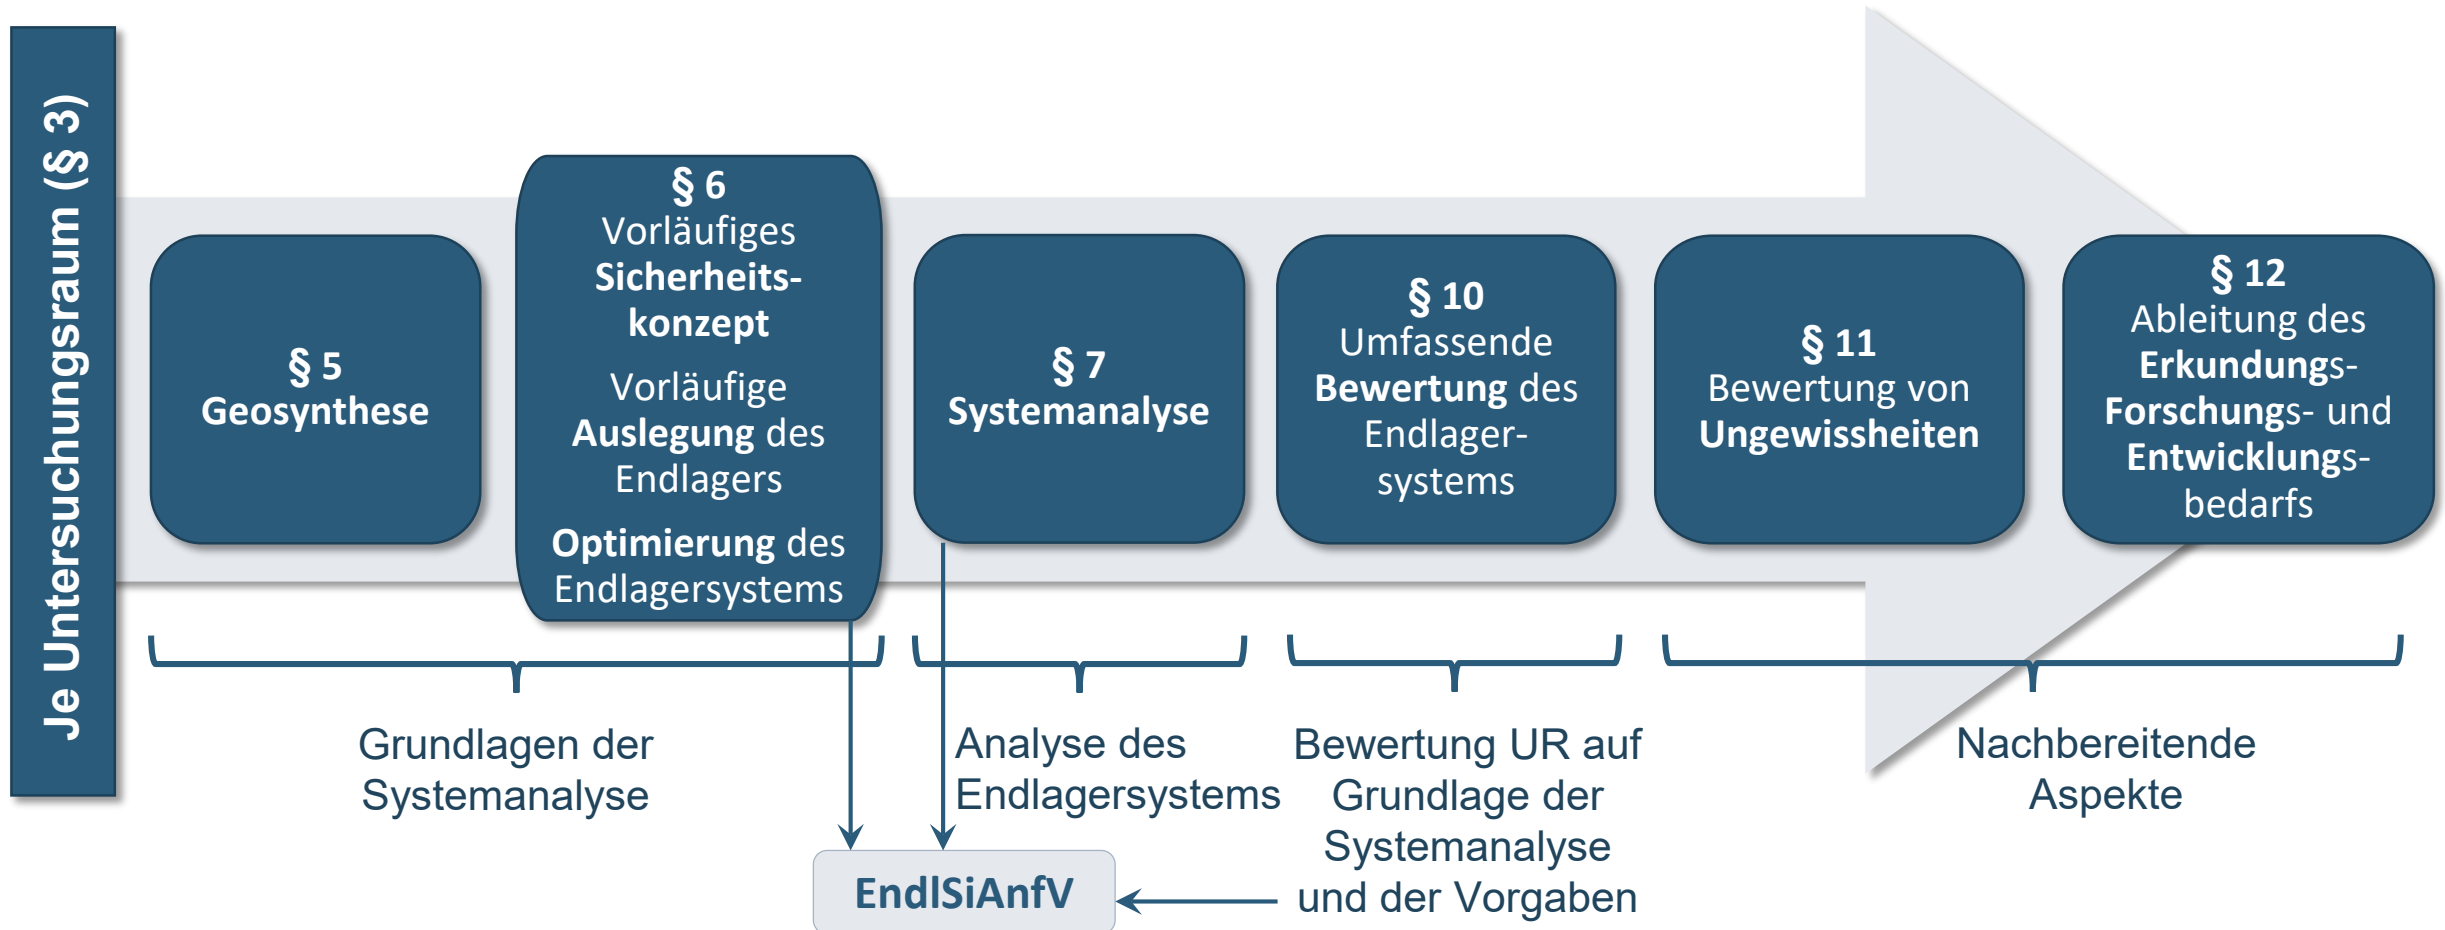 Je Untersuchungsraum (§ 3)
§ 5
Geosynthese
§ 6
Vorläufiges
Sicherheits-
konzept
Vorläufige
Auslegung des
Endlagers
Optimierung des
Endlagersystems
§ 7
Systemanalyse
§ 10
Umfassende
Bewertung des
Endlager-
systems
§ 11
Bewertung von
Ungewissheiten
§ 12
Ableitung des
Erkundungs-
Forschungs- und
Entwicklungs-
bedarfs
Grundlagen der
Systemanalyse
Analyse des
Endlagersystems
Bewertung UR auf
Grundlage der
Systemanalyse
und der Vorgaben
Nachbereitende
Aspekte
EndlSiAnfV